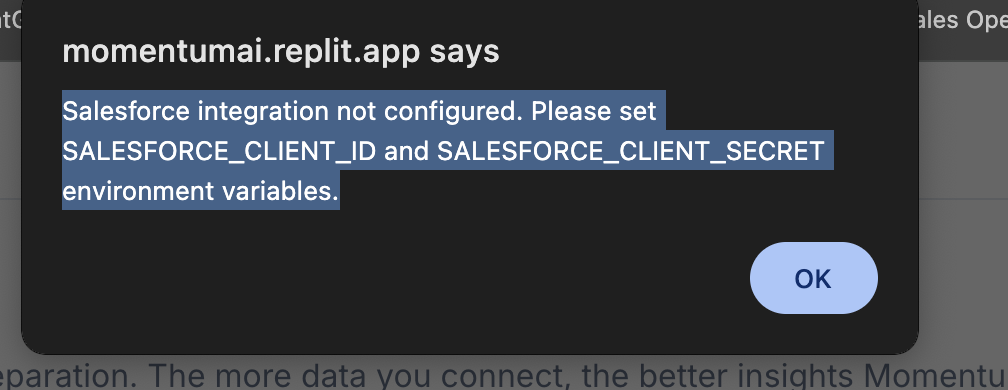 ales Ope
momentumai.replit.app says
Salesforce integration not configured. Please set
SALESFORCE_CLIENT_ID and SALESFORCE_CLIENT_SECRET
environment variables.
OK
eparation. The more data you connect, the better insights Momentu